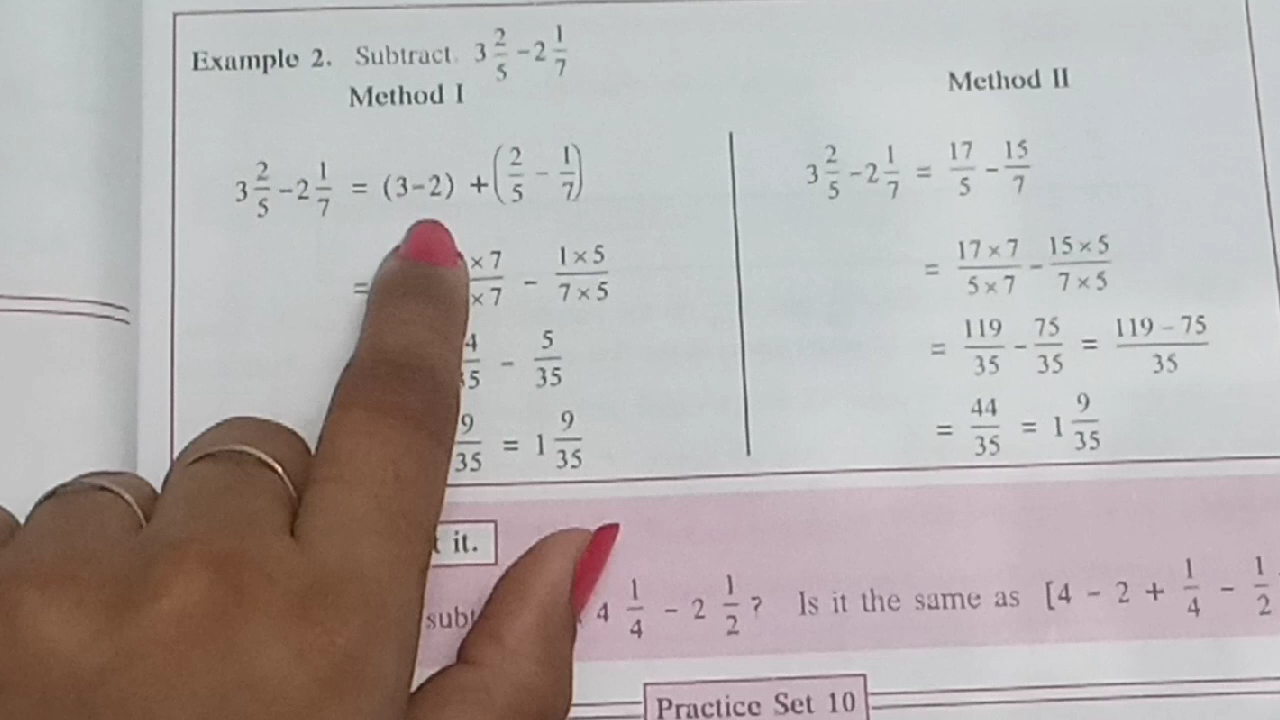 Example 2. Subtract. 3 2/5 - 2 1/7
Method I
3 2/5 - 2 1/7 = (3-2) + (2/5 - 1/7)
= × 7 / × 7 - 1 × 5 / 7 × 5
- 5/35
9/35 = 1 9/35
Method II
3 2/5 - 2 1/7 = 17/5 - 15/7
= 17 × 7 / 5 × 7 - 15 × 5 / 7 × 5
= 119/35 - 75/35 = 119 - 75 / 35
= 44/35 = 1 9/35
it.
4 1/4 - 2 1/2 ? Is it the same as [4 - 2 + 1/4 - 1/2
Practice Set 10